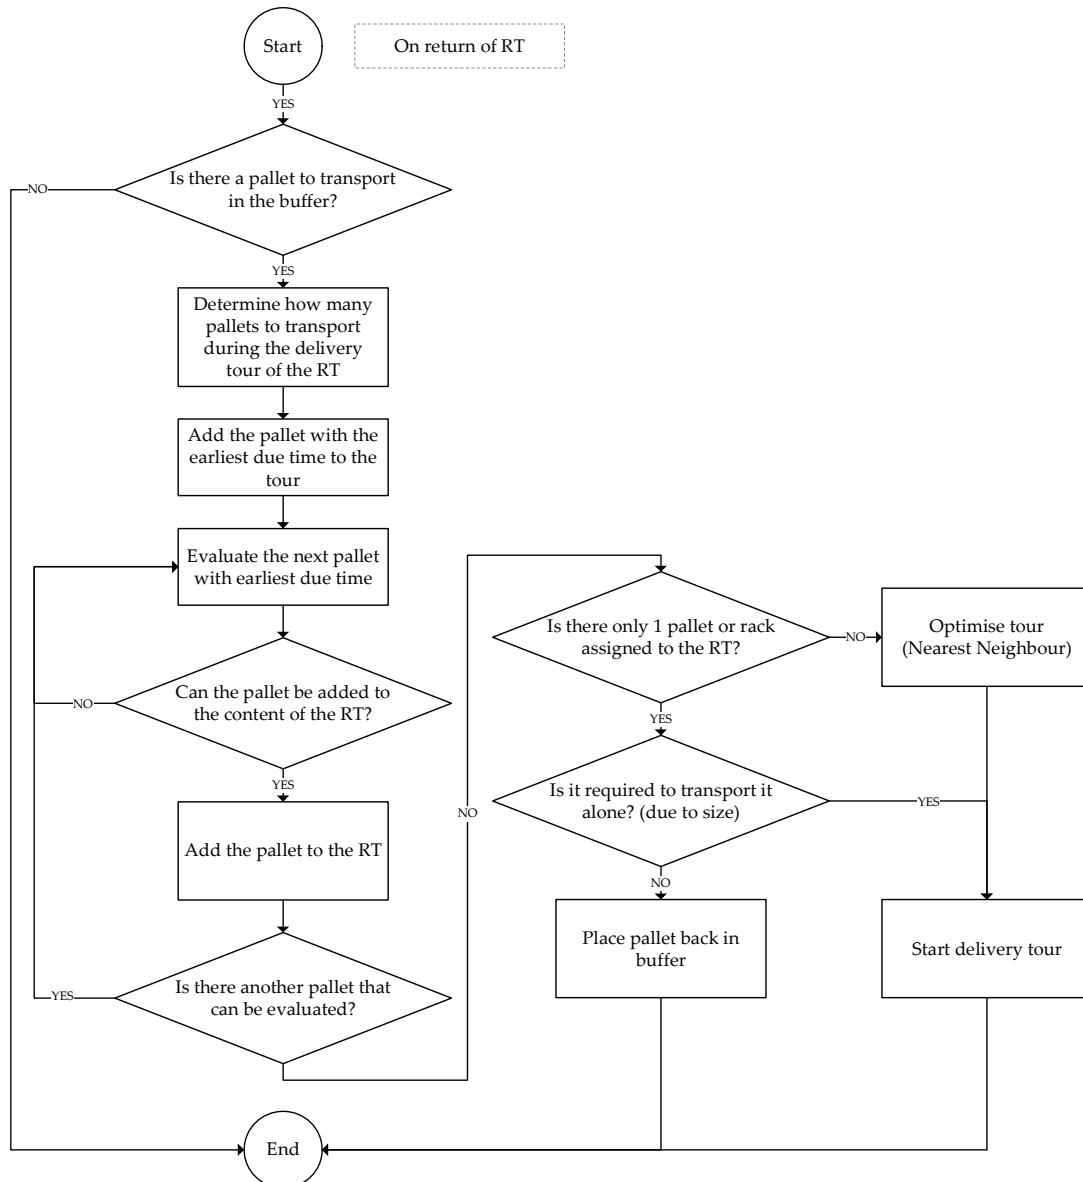 Start
On return of RT
YES
Is there a pallet to transport
in the buffer?
NO
YES
Determine how many
pallets to transport
during the delivery
tour of the RT
Add the pallet with the
earliest due time to the
tour
Evaluate the next pallet
with earliest due time
Can the pallet be added to
the content of the RT?
NO
YES
Add the pallet to the RT
Is there another pallet that
can be evaluated?
YES
NO
Is there only 1 pallet or rack
assigned to the RT?
NO
Optimise tour
(Nearest Neighbour)
YES
Is it required to transport it
alone? (due to size)
YES
NO
Place pallet back in
buffer
Start delivery tour
End